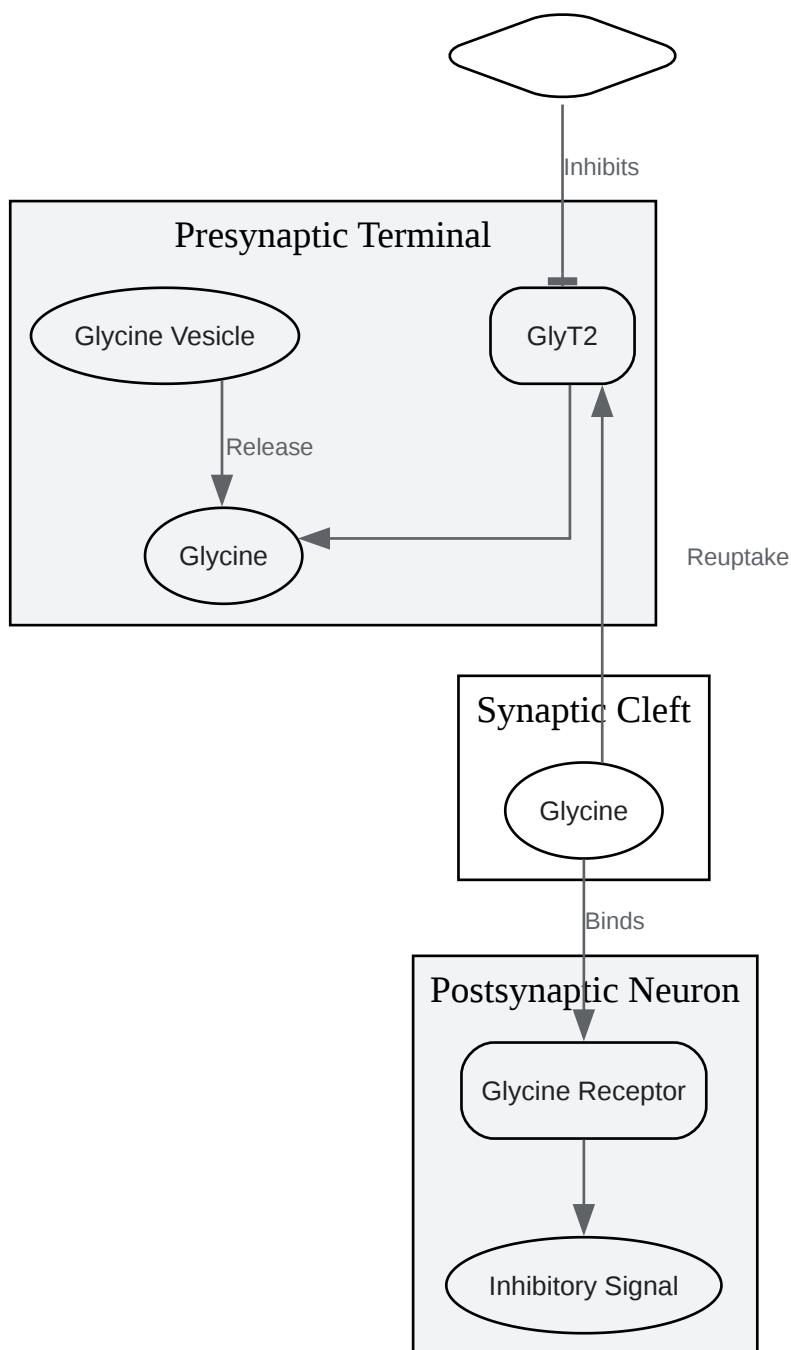 Inhibits
Presynaptic Terminal
Glycine Vesicle
GlyT2
Release
Glycine
Reuptake
Synaptic Cleft
Glycine
Binds
Postsynaptic Neuron
Glycine Receptor
Inhibitory Signal